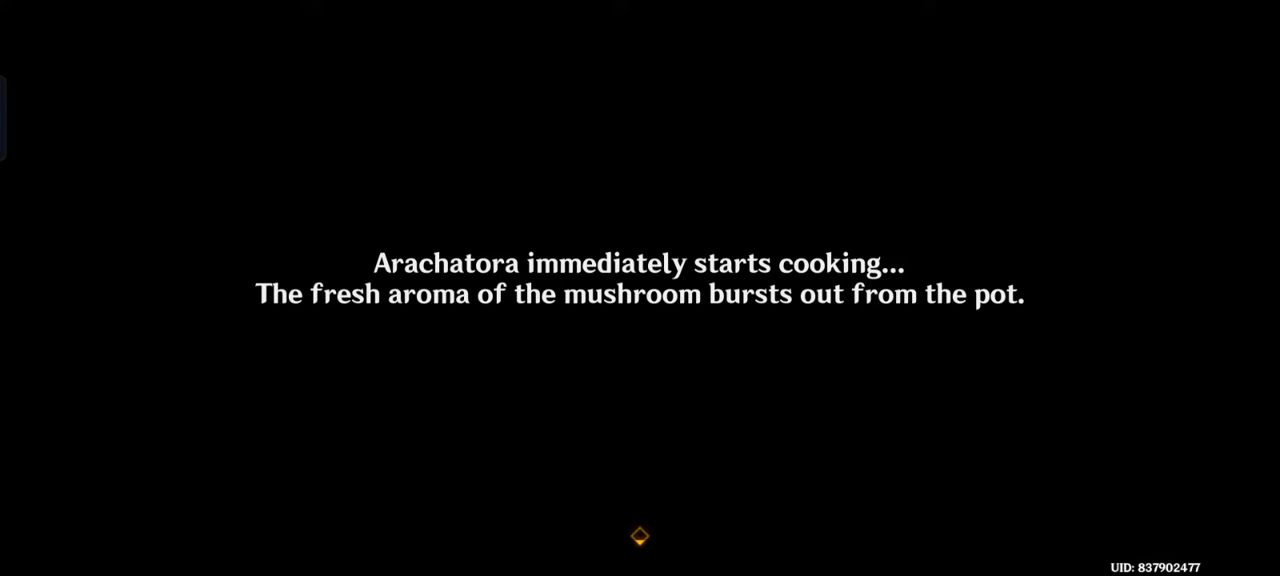 Arachatora immediately starts cooking...
The fresh aroma of the mushroom bursts out from the pot.
UID: 837902477